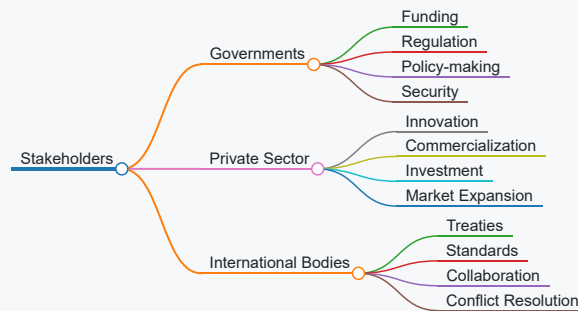 Stakeholders
Governments
Funding
Regulation
Policy-making
Security
Private Sector
Innovation
Commercialization
Investment
Market Expansion
International Bodies
Treaties
Standards
Collaboration
Conflict Resolution